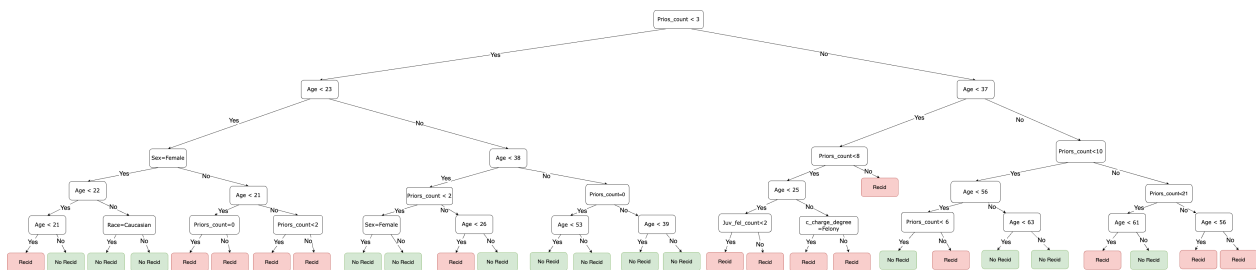 Prios_count < 3
Yes
No
Age < 23
Age < 37
Yes
No
Yes
No
Sex=Female
Age < 38
Priors_count<8
Priors_count<10
Yes
No
Yes
No
Yes
No
Yes
No
Age < 22
Age < 21
Priors_count < 2
Priors_count=0
Age < 25
Recid
Age < 56
Priors_count<21
Yes
No
Yes
No
Yes
No
Yes
No
Yes
No
Yes
No
Yes
No
Age < 21
Race=Caucasian
Priors_count=0
Priors_count<2
Sex=Female
Age < 26
Age < 53
Age < 39
Juv_fel_count<2
c_charge_degree
=Felony
Priors_count< 6
Age < 63
Age < 61
Age < 56
Yes
No
Yes
No
Yes
No
Yes
No
Yes
No
Yes
No
Yes
No
Yes
No
Yes
No
Yes
No
Yes
No
Yes
No
Yes
No
Yes
No
Recid
No Recid
No Recid
No Recid
Recid
Recid
Recid
Recid
No Recid
No Recid
Recid
No Recid
No Recid
No Recid
No Recid
No Recid
Recid
Recid
Recid
Recid
No Recid
Recid
No Recid
No Recid
Recid
No Recid
Recid
Recid